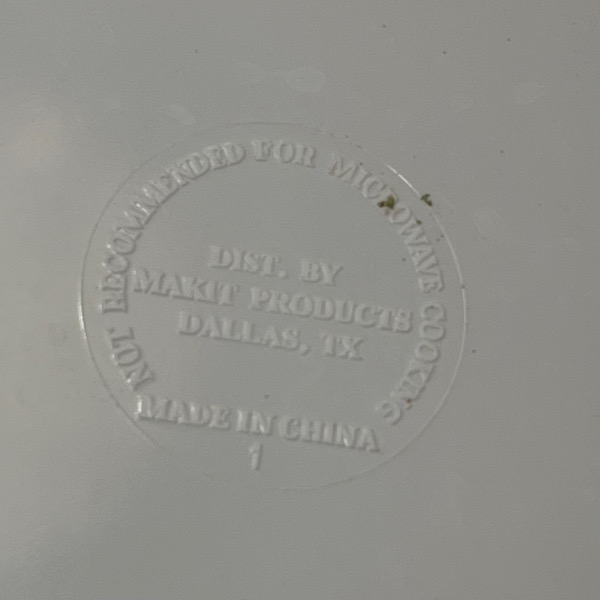 NOT RECOMMENDED FOR MICROWAVE COOKING
DIST. BY
MAKIT PRODUCTS
DALLAS, TX
MADE IN CHINA
1